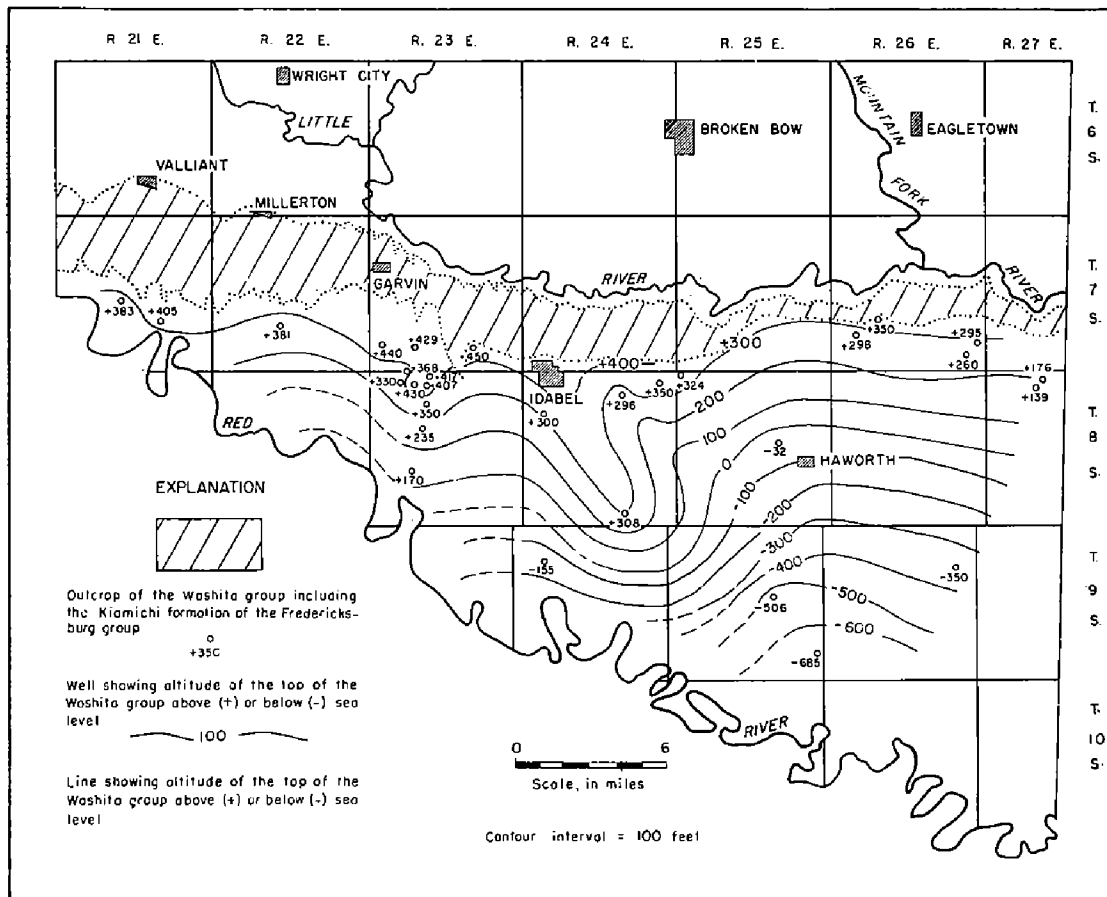 R. 21 E. R. 22 E. R. 23 E. R. 24 E. R. 25 E. R. 26 E. R. 27 E.
WRIGHT CITY
LITTLE
MOUNTAIN
FORK
BROKEN BOW
EAGLETOWN
T. 6 S.
VALLIANT
MILLERTON
GARVIN
RIVER
RIVER
T. 7 S.
+383
+405
+381
+440
+429
+450
+368
+417
+330
+430
+407
+350
+235
+170
IDABEL
+400
+300
+350
+298
+295
+260
+176
+139
+324
+350
+296
+300
+308
200
100
0
-100
-200
-300
-400
-500
-600
-32
HAWORTH
T. 8 S.
RED
-155
-506
-350
-685
T. 9 S.
RIVER
T. 10 S.
EXPLANATION
Outcrop of the Washita group including
the Kiamichi formation of the Fredericks-
burg group
+350
Well showing altitude of the top of the
Washita group above (+) or below (-) sea
level
100
Line showing altitude of the top of the
Washita group above (+) or below (-) sea
level
0 6
Scale, in miles
Contour interval = 100 feet